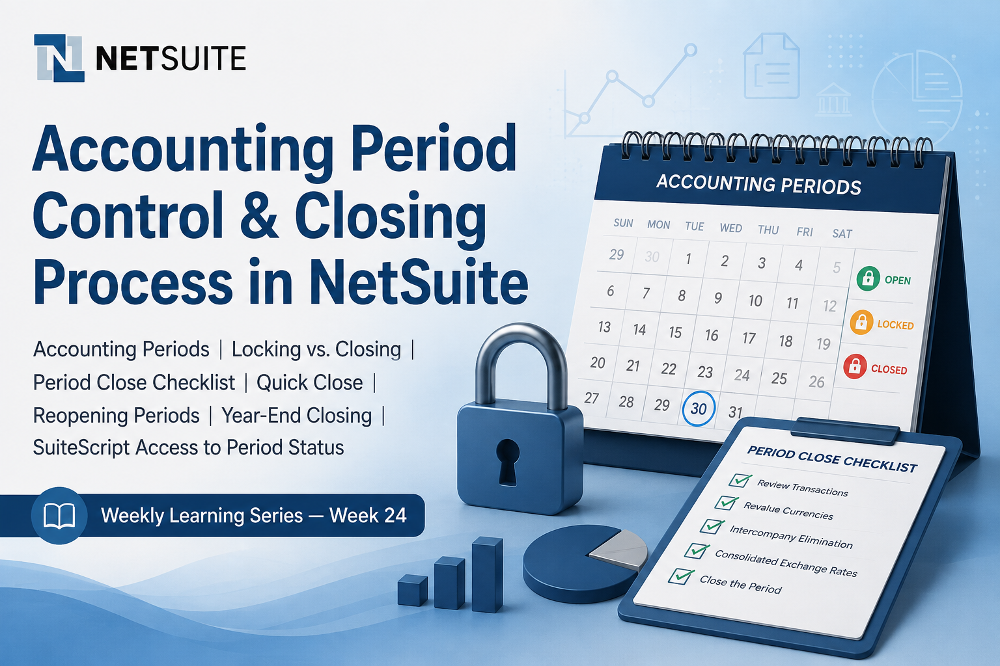 NETSUITE
Accounting Period
Control & Closing
Process in NetSuite
Accounting Periods | Locking vs. Closing |
Period Close Checklist | Quick Close |
Reopening Periods | Year-End Closing |
SuiteScript Access to Period Status
Weekly Learning Series — Week 24
ACCOUNTING PERIODS
SUN MON TUE WED THU FRI SAT
29 30 1 2 3 4 5
6 7 8 9 10 11 12
13 14 15 16 17 18 19
20 21 22 23 24 25 26
27 28 29 30 31
OPEN
LOCKED
CLOSED
PERIOD CLOSE CHECKLIST
Review Transactions
Revalue Currencies
Intercompany Elimination
Consolidated Exchange Rates
Close the Period